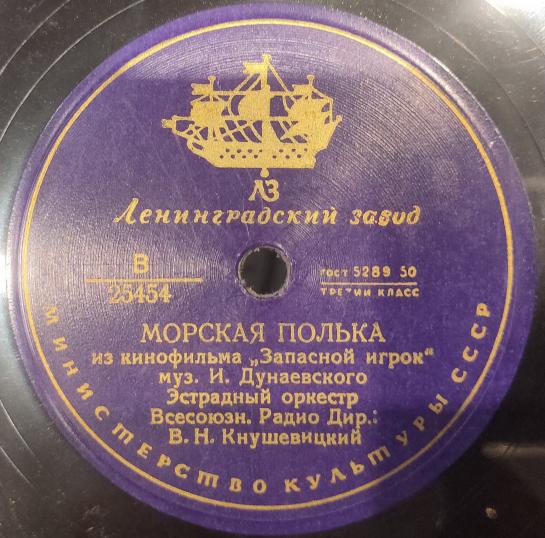 ЛЗ
Ленинградский завод
В
25454
ГОСТ 5289 50
ТРЕТИЙ КЛАСС
МОРСКАЯ ПОЛЬКА
из кинофильма „Запасной игрок"
муз. И. Дунаевского
Эстрадный оркестр
Всесоюзн. Радио Дир.:
В. Н. Кнушевицкий
МИНИСТЕРСТВО КУЛЬТУРЫ СССР